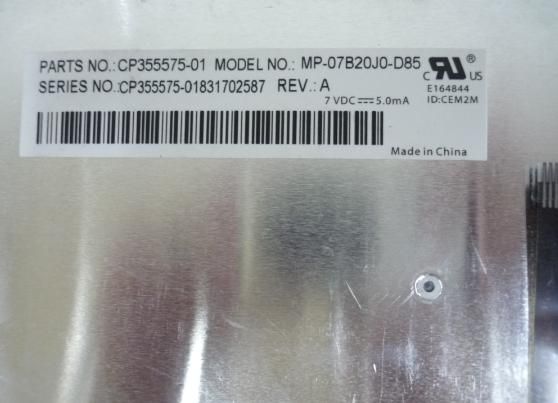 PARTS NO.:CP355575-01 MODEL NO.: MP-07B20J0-D85
SERIES NO.:CP355575-01831702587 REV.: A
7 VDC⎓5.0mA
c RU® US
E164844
ID:CEM2M
Made in China